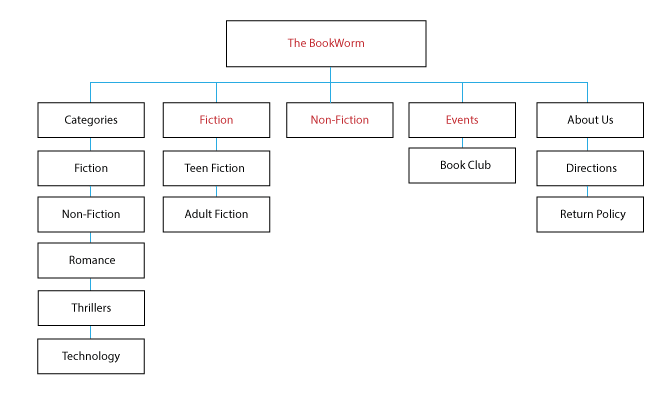 The BookWorm
Categories
Fiction
Non-Fiction
Events
About Us
Fiction
Teen Fiction
Book Club
Directions
Non-Fiction
Adult Fiction
Return Policy
Romance
Thrillers
Technology